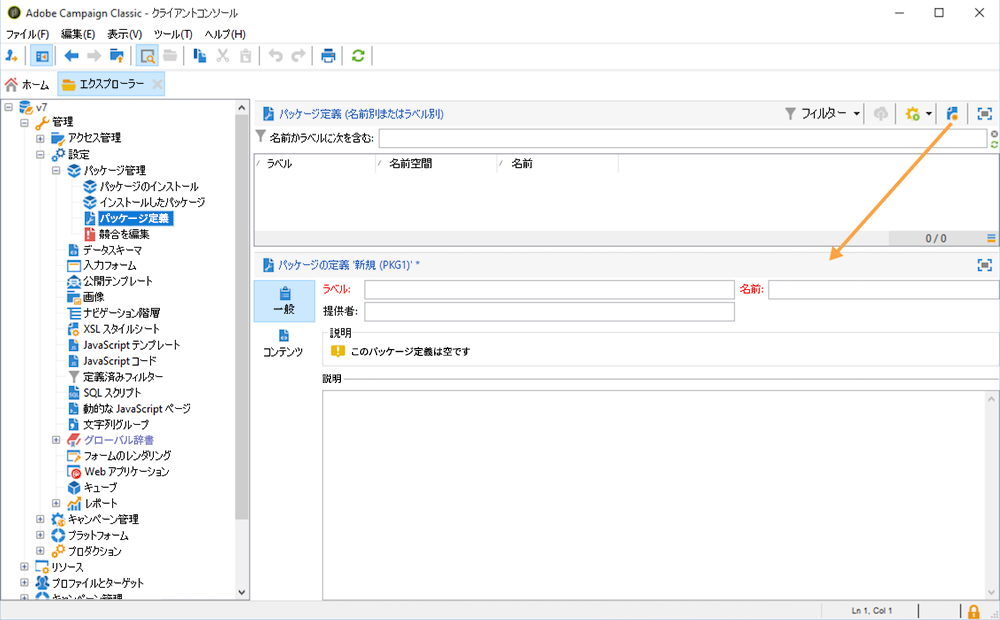 Adobe Campaign Classic - クライアントコンソール
ファイル(F) 編集(E) 表示(V) ツール(T) ヘルプ(H)
ホーム エクスプローラー
v7
管理
アクセス管理
設定
パッケージ管理
パッケージのインストール
インストールしたパッケージ
パッケージ定義
競合を編集
データスキーマ
入力フォーム
公開テンプレート
画像
ナビゲーション階層
XSL スタイルシート
JavaScript テンプレート
JavaScript コード
定義済みフィルター
SQL スクリプト
動的な JavaScript ページ
文字列グループ
グローバル辞書
フォームのレンダリング
Web アプリケーション
キューブ
レポート
キャンペーン管理
プラットフォーム
プロダクション
リソース
プロファイルとターゲット
キャンペーン管理
パッケージ定義 (名前別またはラベル別) フィルター
名前かラベルに次を含む:
ラベル 名前空間 名前
0 / 0
パッケージの定義 '新規 (PKG1)' *
一般
コンテンツ
ラベル: 名前:
提供者:
説明
このパッケージ定義は空です
説明
Ln 1, Col 1